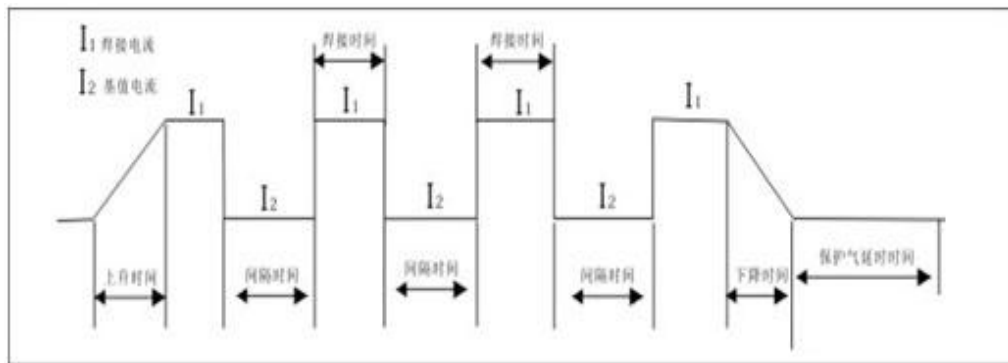 I1 焊接电流
I2 基值电流
焊接时间
焊接时间
I1
I1
I1
I1
I2
I2
I2
上升时间
间隔时间
间隔时间
间隔时间
下降时间
保护气延时时间